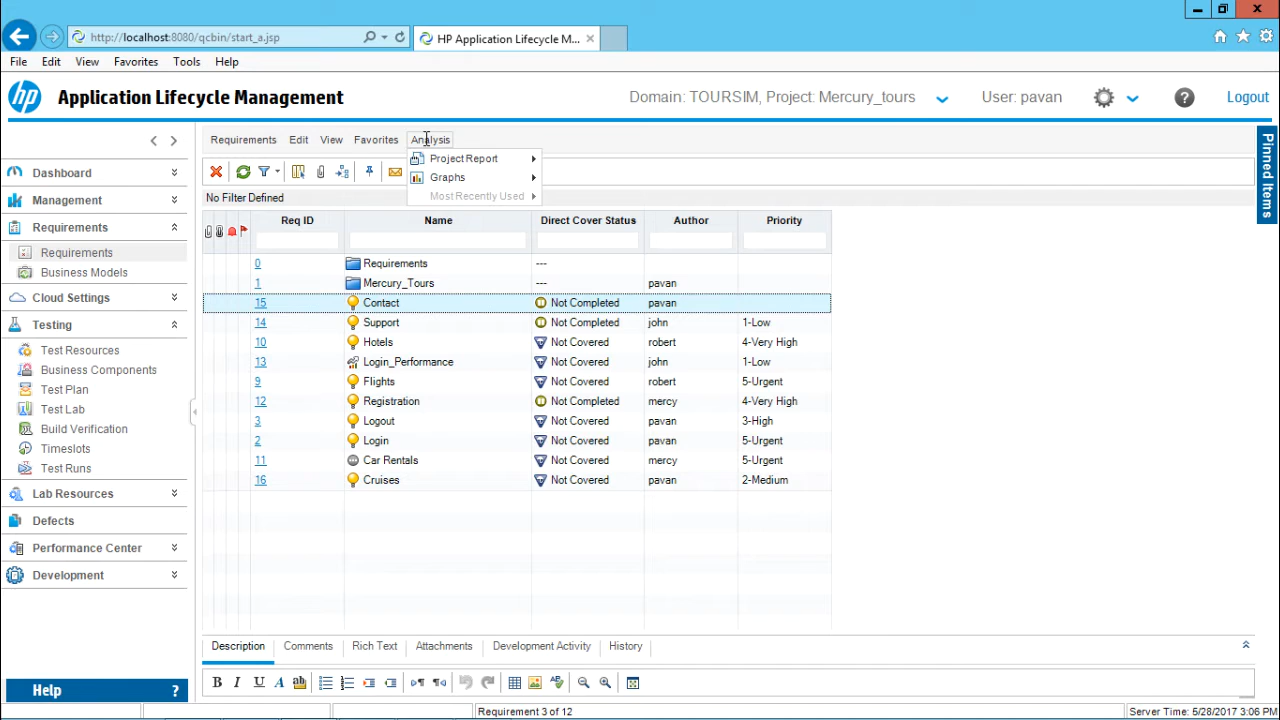 http://localhost:8080/qcbin/start_a.jsp
HP Application Lifecycle M...
File Edit View Favorites Tools Help
hp Application Lifecycle Management Domain: TOURSIM, Project: Mercury_tours User: pavan Logout
Requirements Edit View Favorites Analysis
Pinned Items
Dashboard
Management
Requirements
Requirements
Business Models
Cloud Settings
Testing
Test Resources
Business Components
Test Plan
Test Lab
Build Verification
Timeslots
Test Runs
Lab Resources
Defects
Performance Center
Development
Help ?
Project Report
Graphs
Most Recently Used
No Filter Defined
Req ID Name Direct Cover Status Author Priority
0 Requirements ---
1 Mercury_Tours --- pavan
15 Contact Not Completed pavan
14 Support Not Completed john 1-Low
10 Hotels Not Covered robert 4-Very High
13 Login_Performance Not Covered john 1-Low
9 Flights Not Covered robert 5-Urgent
12 Registration Not Completed mercy 4-Very High
3 Logout Not Covered pavan 3-High
2 Login Not Covered pavan 5-Urgent
11 Car Rentals Not Covered mercy 5-Urgent
16 Cruises Not Covered pavan 2-Medium
Description Comments Rich Text Attachments Development Activity History
B I U A ab
Requirement 3 of 12 Server Time: 5/28/2017 3:06 PM